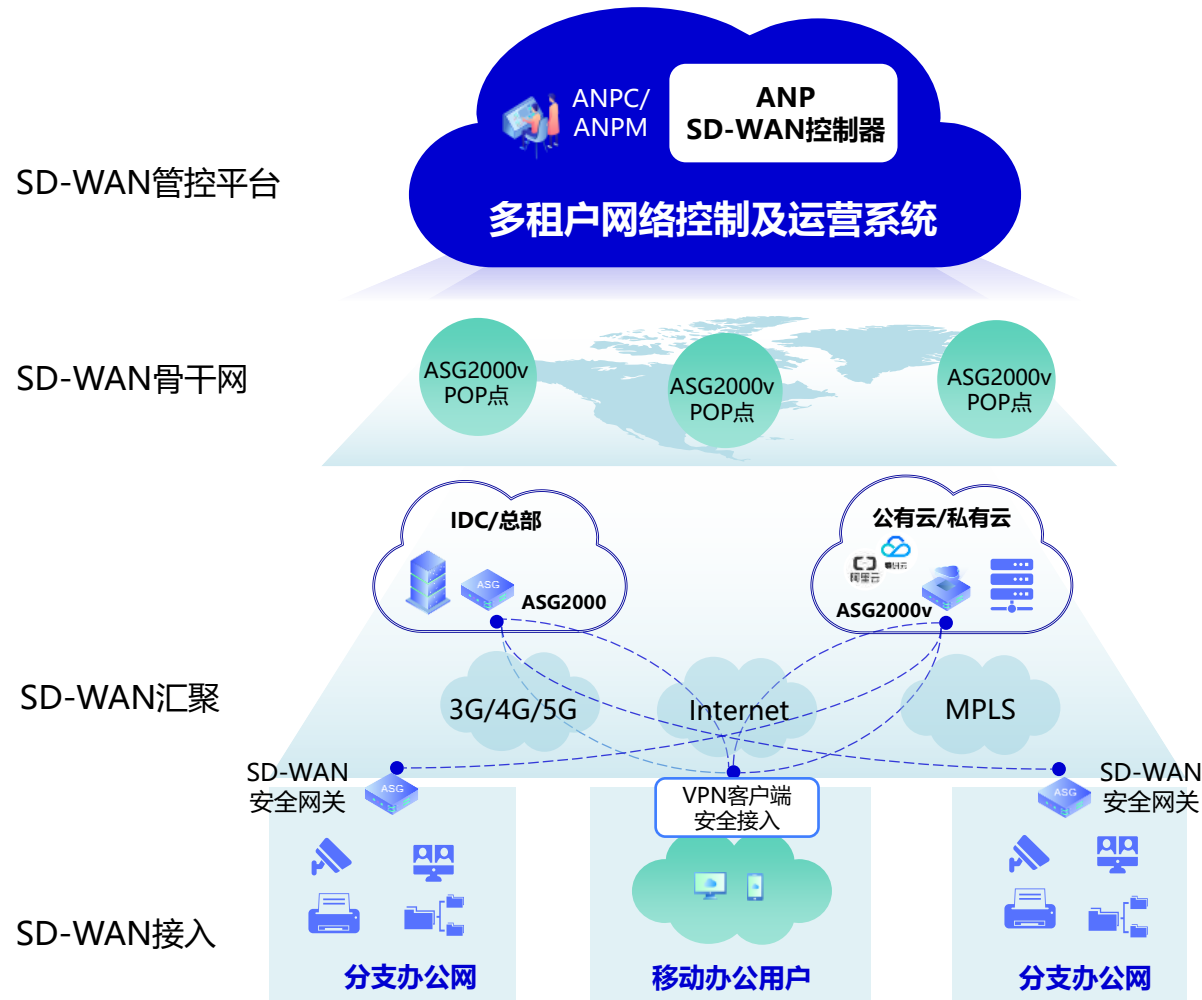 ANPC/
ANPM
ANP
SD-WAN控制器
SD-WAN管控平台
多租户网络控制及运营系统
SD-WAN骨干网
ASG2000v
POP点
ASG2000v
POP点
ASG2000v
POP点
IDC/总部
ASG
ASG2000
公有云/私有云
阿里云
ASG2000v
SD-WAN汇聚
3G/4G/5G
Internet
MPLS
SD-WAN
安全网关
ASG
VPN客户端
安全接入
SD-WAN
安全网关
ASG
SD-WAN接入
分支办公网
移动办公用户
分支办公网